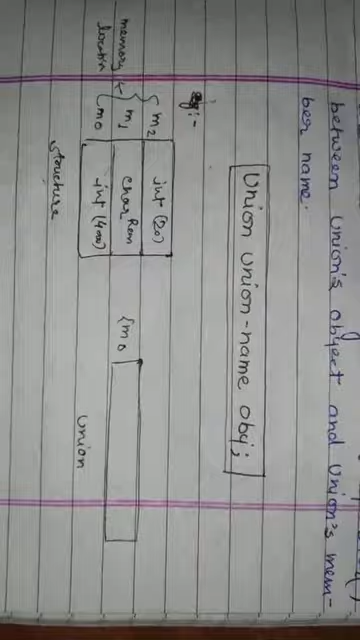 between union's object and union's mem-
ber name.
Union union-name obj;
eg:-
m2 int (20)
m1 char Ram
m0 int (400)
memory location
structure
m0
union